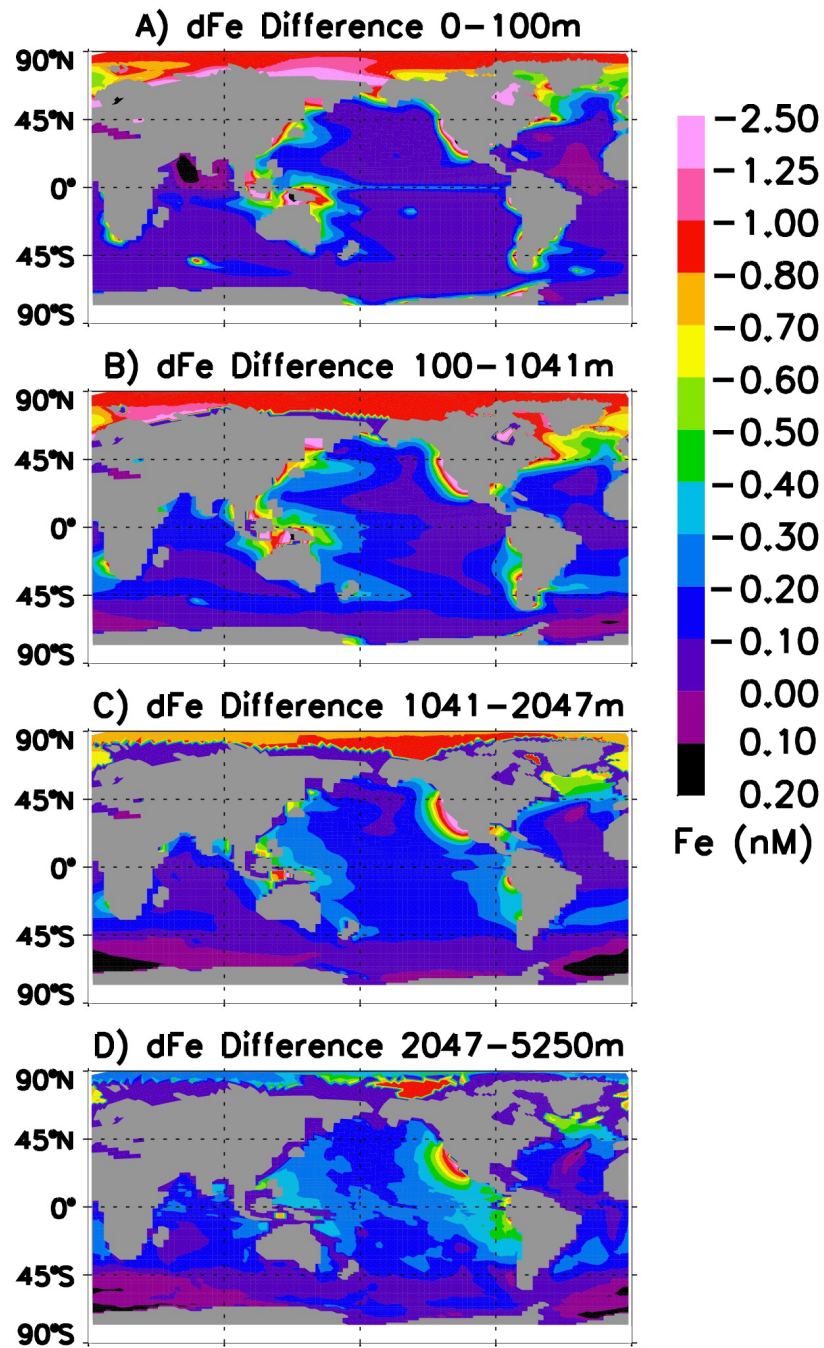 A) dFe Difference 0-100m
90°N
45°N
0°
45°S
90°S
B) dFe Difference 100-1041m
90°N
45°N
0°
45°S
90°S
C) dFe Difference 1041-2047m
90°N
45°N
0°
45°S
90°S
D) dFe Difference 2047-5250m
90°N
45°N
0°
45°S
90°S
2.50
1.25
1.00
0.80
0.70
0.60
0.50
0.40
0.30
0.20
0.10
0.00
0.10
0.20
Fe (nM)